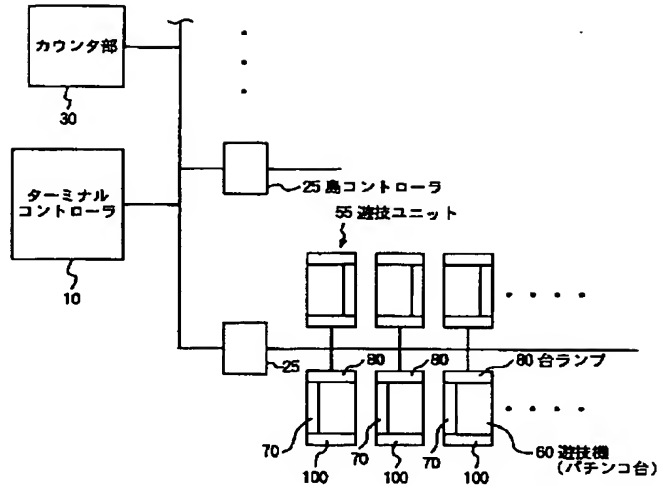 カウンタ部
30
ターミナル
コントローラ
10
25 島コントローラ
55 遊技ユニット
25
80
80
80 台ランプ
70
70
70
60 遊技機
(パチンコ台)
100
100
100